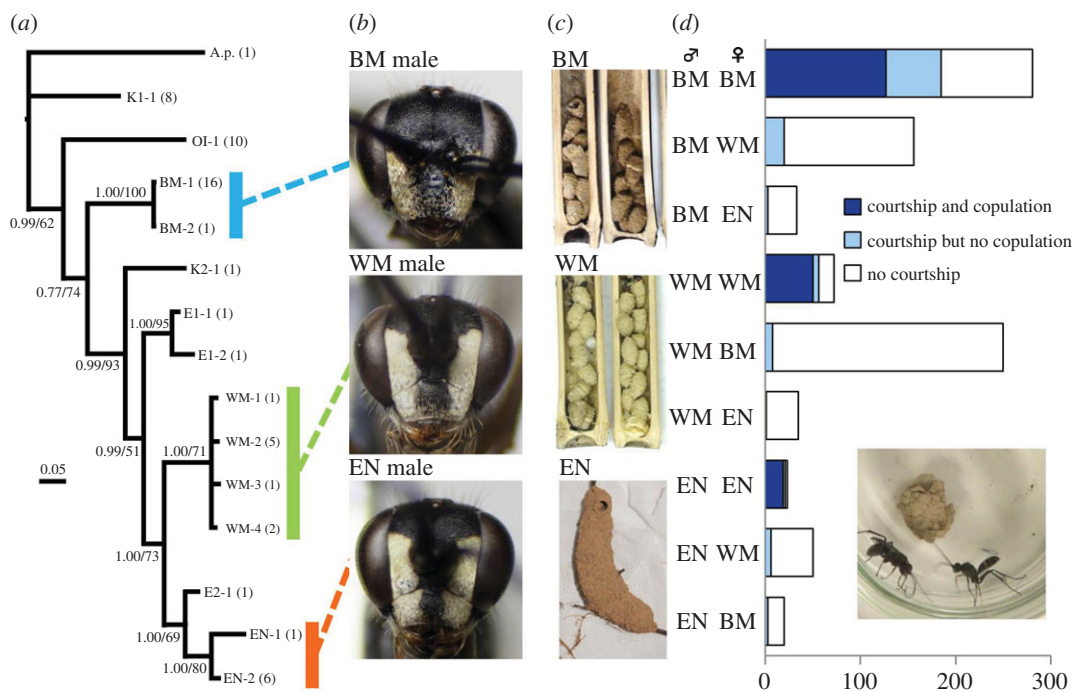 (a)
A.p. (1)
K1-1 (8)
OI-1 (10)
BM-1 (16)
1.00/100
BM-2 (1)
0.99/62
K2-1 (1)
0.77/74
E1-1 (1)
1.00/95
E1-2 (1)
0.99/93
WM-1 (1)
WM-2 (5)
0.99/51
1.00/71
0.05
WM-3 (1)
WM-4 (2)
1.00/73
E2-1 (1)
1.00/69
EN-1 (1)
1.00/80
EN-2 (6)
(b)
BM male
WM male
EN male
(c)
BM
WM
EN
(d)
♂ ♀
BM BM
BM WM
BM EN
WM WM
WM BM
WM EN
EN EN
EN WM
EN BM
courtship and copulation
courtship but no copulation
no courtship
0 100 200 300